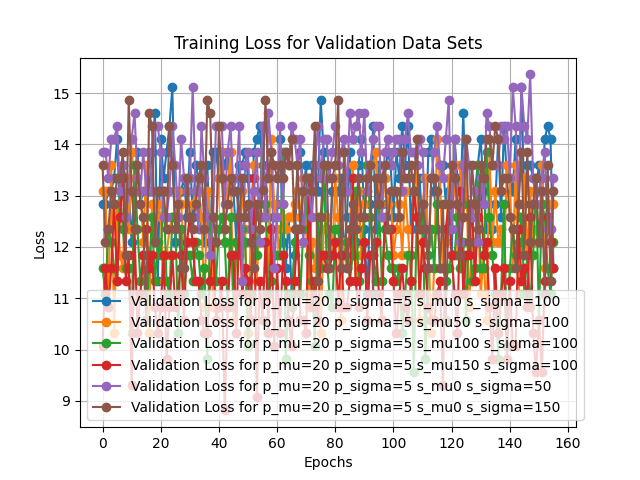 Training Loss for Validation Data Sets
15
14
13
12
11
10
9
Loss
Validation Loss for p_mu=20 p_sigma=5 s_mu0 s_sigma=100
Validation Loss for p_mu=20 p_sigma=5 s_mu50 s_sigma=100
Validation Loss for p_mu=20 p_sigma=5 s_mu100 s_sigma=100
Validation Loss for p_mu=20 p_sigma=5 s_mu150 s_sigma=100
Validation Loss for p_mu=20 p_sigma=5 s_mu0 s_sigma=50
Validation Loss for p_mu=20 p_sigma=5 s_mu0 s_sigma=150
0 20 40 60 80 100 120 140 160
Epochs